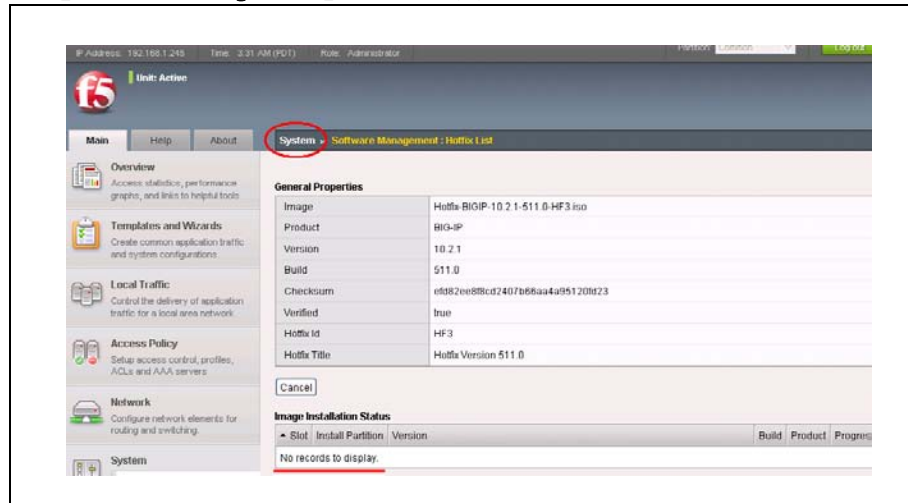 IP Address: 192.168.1.245 Time: 3:31 AM (PDT) Role: Administrator Partition: Common Log out
f5 Unit: Active
Main Help About System » Software Management : Hotfix List
Overview
Access statistics, performance
graphs, and links to helpful tools.
Templates and Wizards
Create common application traffic
and system configurations.
Local Traffic
Control the delivery of application
traffic for a local area network.
Access Policy
Setup access control, profiles,
ACLs and AAA servers
Network
Configure network elements for
routing and switching.
System
General Properties
Image Hotfix-BIGIP-10.2.1-511.0-HF3.iso
Product BIG-IP
Version 10.2.1
Build 511.0
Checksum efd82ee8f8cd2407b66aa4a95120fd23
Verified true
Hotfix Id HF3
Hotfix Title Hotfix Version 511.0
Cancel
Image Installation Status
Slot Install Partition Version Build Product Progres
No records to display.